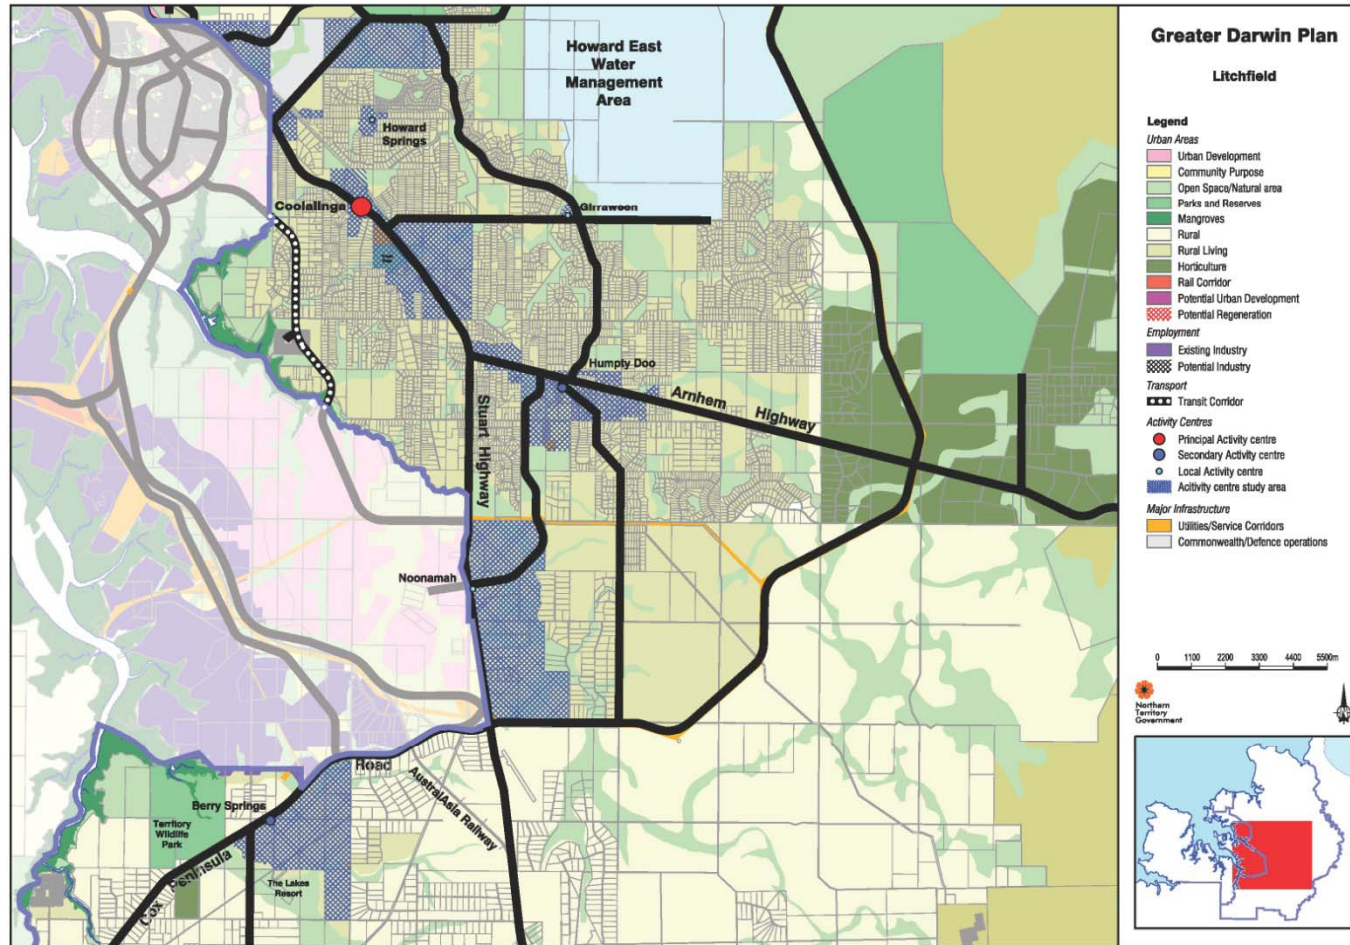 Howard East
Water
Management
Area
Howard
Springs
Coolalinga
Girraween
Humpty Doo
Arnhem Highway
Stuart Highway
Noonamah
Road
AustralAsia Railway
Berry Springs
Territory
Wildlife
Park
Cox Peninsula
The Lakes
Resort
Greater Darwin Plan
Litchfield
Legend
Urban Areas
Urban Development
Community Purpose
Open Space/Natural area
Parks and Reserves
Mangroves
Rural
Rural Living
Horticulture
Rail Corridor
Potential Urban Development
Potential Regeneration
Employment
Existing Industry
Potential Industry
Transport
Transit Corridor
Activity Centres
Principal Activity centre
Secondary Activity centre
Local Activity centre
Acitivity centre study area
Major Infrastructure
Utilities/Service Corridors
Commonwealth/Defence operations
0 1100 2200 3300 4400 5500m
Northern
Territory
Government